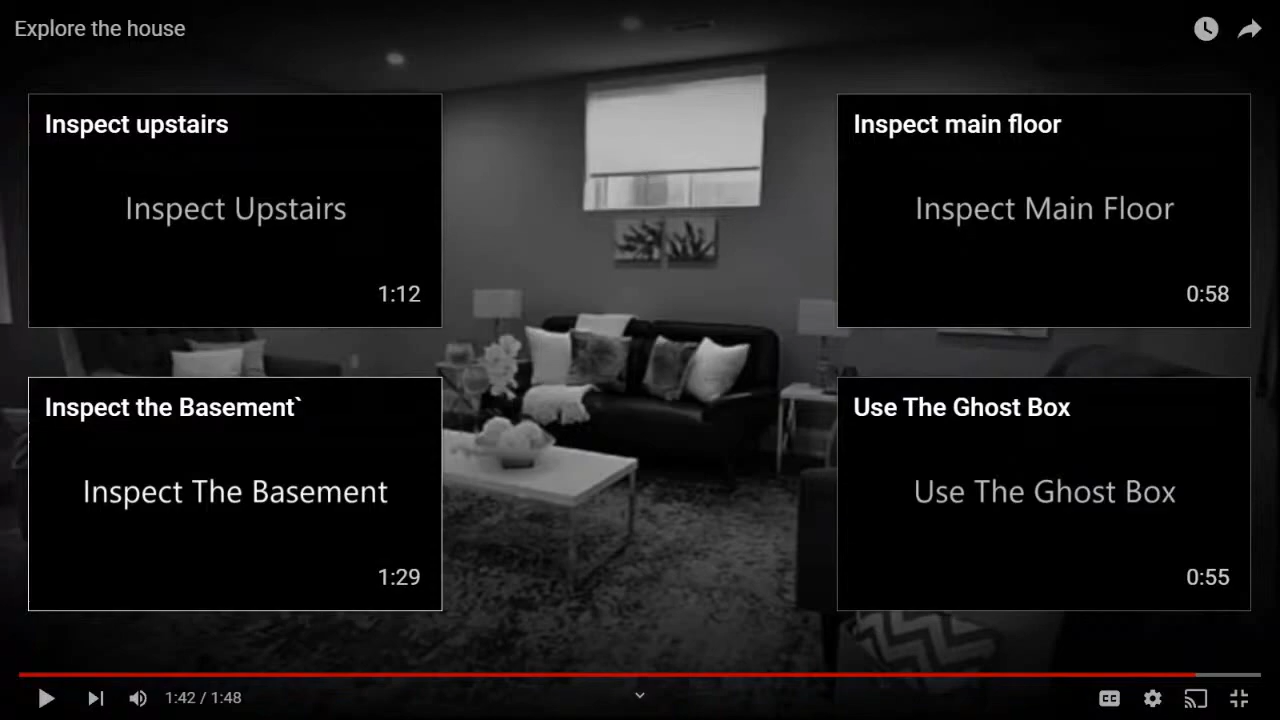 Explore the house
Inspect upstairs
Inspect Upstairs
1:12
Inspect main floor
Inspect Main Floor
0:58
Inspect the Basement`
Inspect The Basement
1:29
Use The Ghost Box
Use The Ghost Box
0:55
1:42 / 1:48
CC